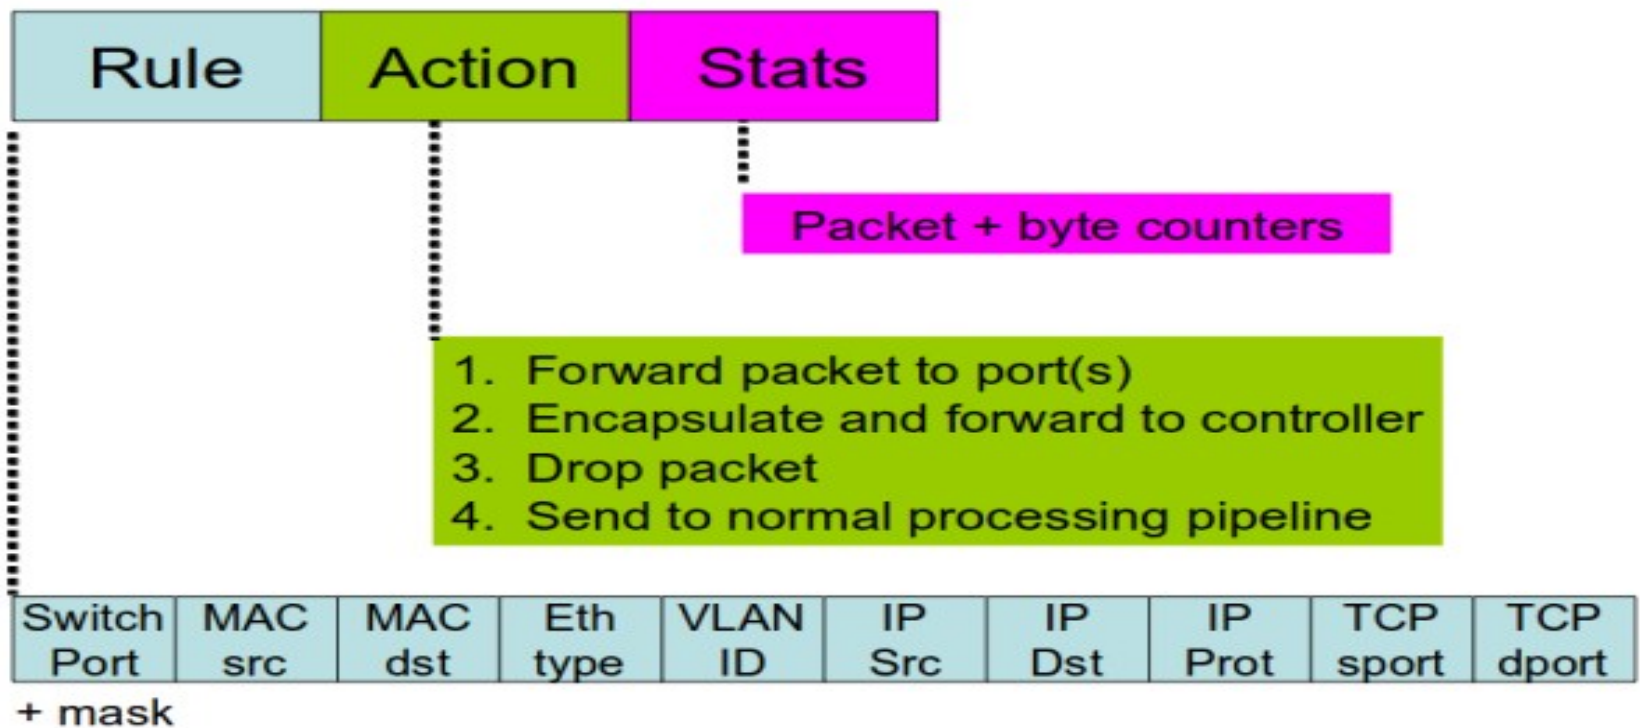 Rule Action Stats
Packet + byte counters
1. Forward packet to port(s)
2. Encapsulate and forward to controller
3. Drop packet
4. Send to normal processing pipeline
Switch MAC MAC Eth VLAN IP IP IP TCP TCP
Port src dst type ID Src Dst Prot sport dport
+ mask